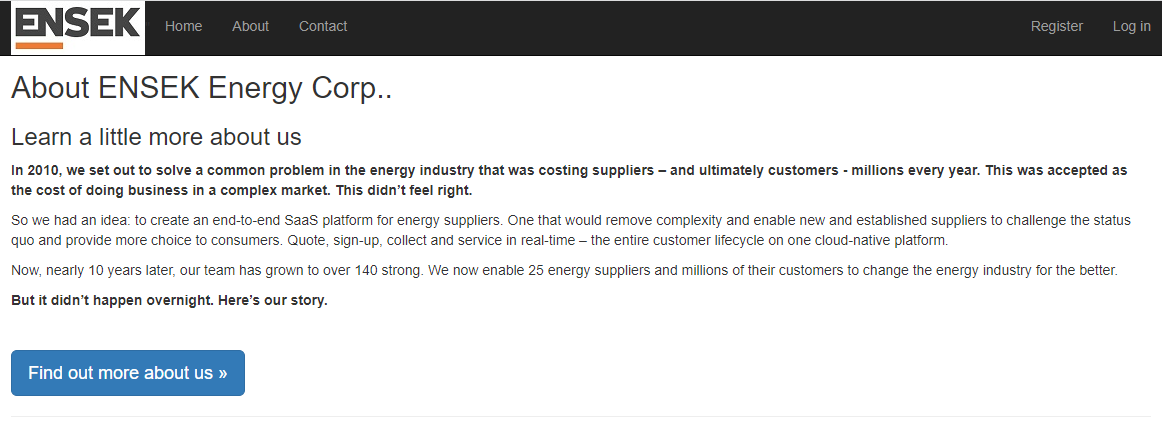 ENSEK Home About Contact Register Log in
About ENSEK Energy Corp..
Learn a little more about us
In 2010, we set out to solve a common problem in the energy industry that was costing suppliers – and ultimately customers - millions every year. This was accepted as
the cost of doing business in a complex market. This didn’t feel right.
So we had an idea: to create an end-to-end SaaS platform for energy suppliers. One that would remove complexity and enable new and established suppliers to challenge the status
quo and provide more choice to consumers. Quote, sign-up, collect and service in real-time – the entire customer lifecycle on one cloud-native platform.
Now, nearly 10 years later, our team has grown to over 140 strong. We now enable 25 energy suppliers and millions of their customers to change the energy industry for the better.
But it didn’t happen overnight. Here’s our story.
Find out more about us »